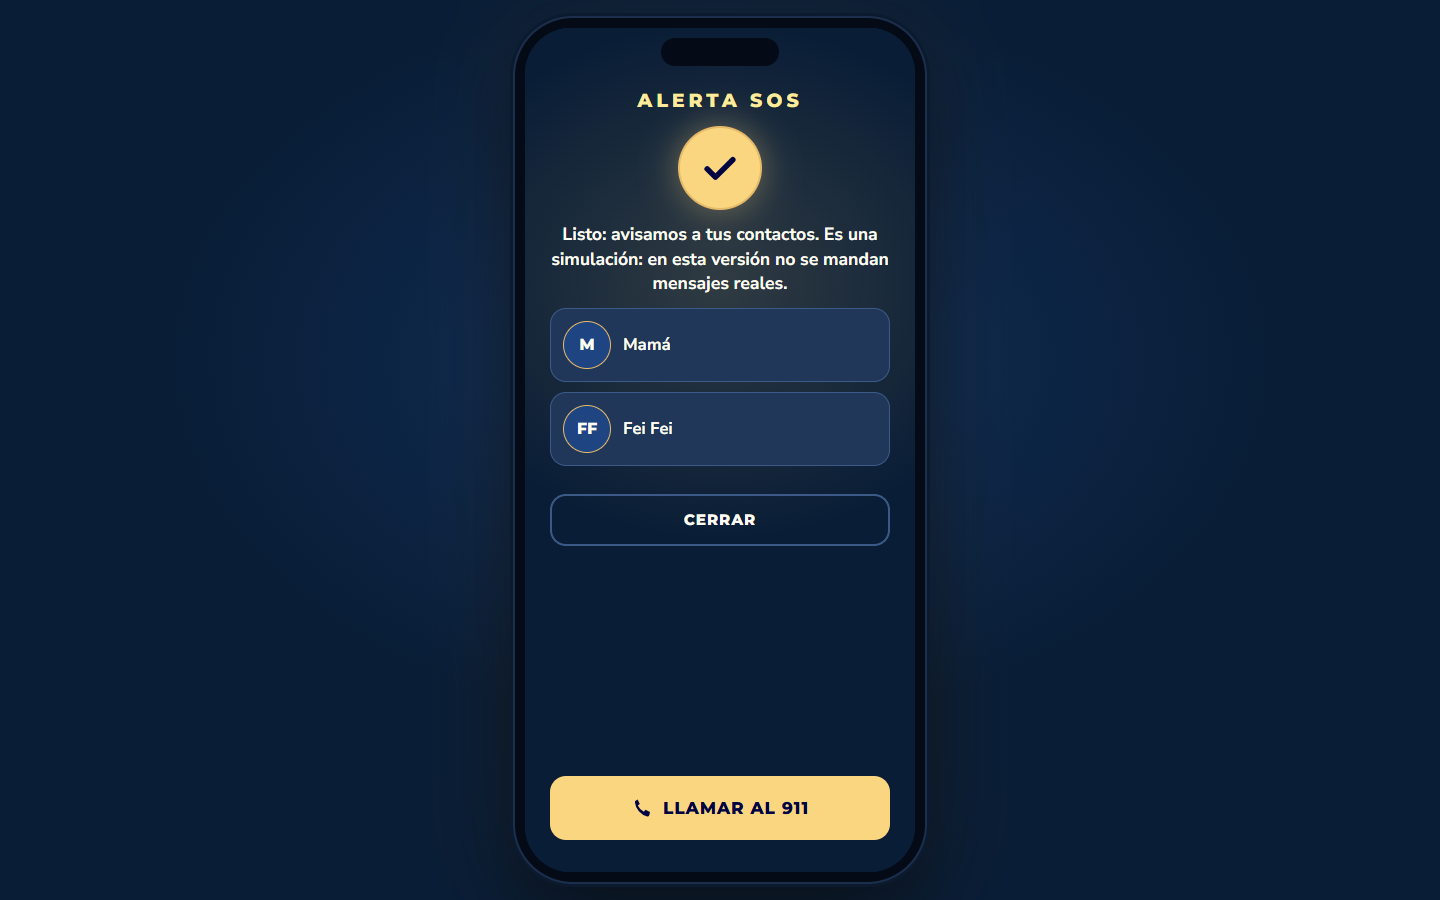 ALERTA SOS
Listo: avisamos a tus contactos. Es una
simulación: en esta versión no se mandan
mensajes reales.
M
Mamá
FF
Fei Fei
CERRAR
LLAMAR AL 911